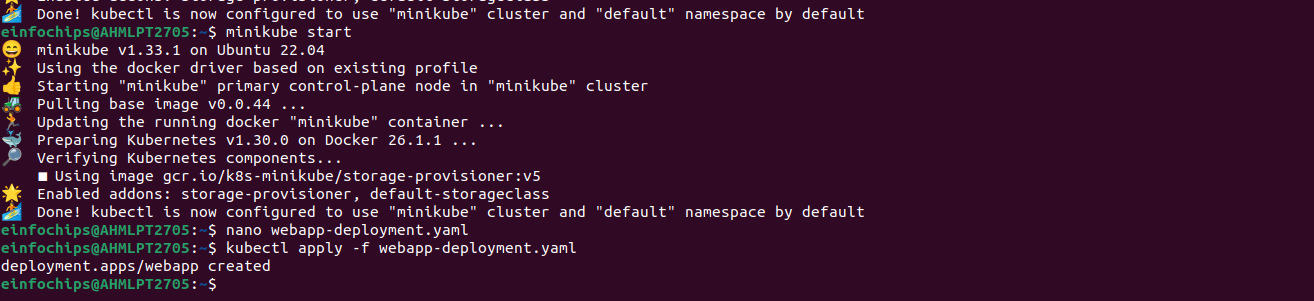 Done! kubectl is now configured to use "minikube" cluster and "default" namespace by default
einfochips@AHMLPT2705:~$ minikube start
minikube v1.33.1 on Ubuntu 22.04
Using the docker driver based on existing profile
Starting "minikube" primary control-plane node in "minikube" cluster
Pulling base image v0.0.44 ...
Updating the running docker "minikube" container ...
Preparing Kubernetes v1.30.0 on Docker 26.1.1 ...
Verifying Kubernetes components...
■ Using image gcr.io/k8s-minikube/storage-provisioner:v5
Enabled addons: storage-provisioner, default-storageclass
Done! kubectl is now configured to use "minikube" cluster and "default" namespace by default
einfochips@AHMLPT2705:~$ nano webapp-deployment.yaml
einfochips@AHMLPT2705:~$ kubectl apply -f webapp-deployment.yaml
deployment.apps/webapp created
einfochips@AHMLPT2705:~$